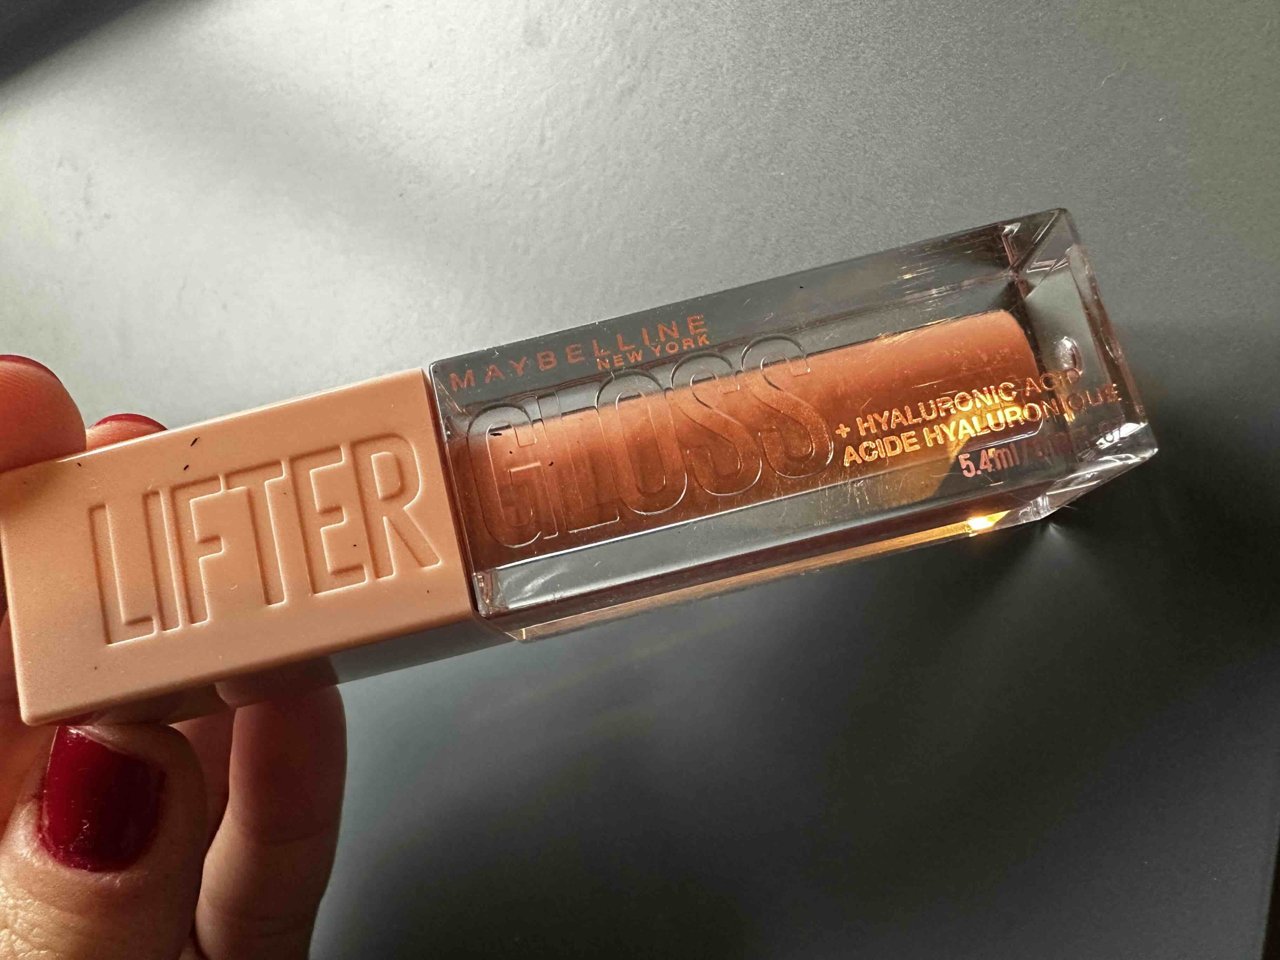 LIFTER
MAYBELLINE
NEW YORK
GLOSS
+ HYALURONIC ACID
ACIDE HYALURONIQUE
5.4ml/